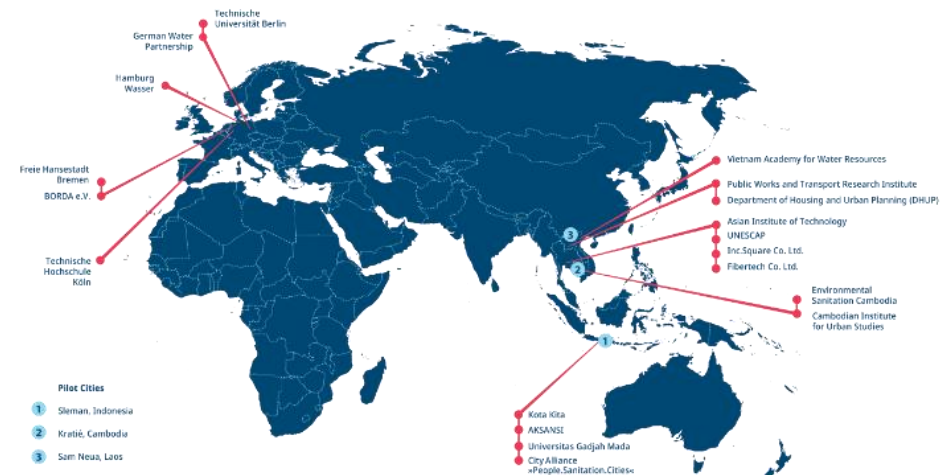 Technische
Universität Berlin
German Water
Partnership
Hamburg
Wasser
Freie Hansestadt
Bremen
BORDA e.V.
Technische
Hochschule
Köln
Vietnam Academy for Water Resources
Public Works and Transport Research Institute
Department of Housing and Urban Planning (DHUP)
Asian Institute of Technology
UNESCAP
Inc.Square Co. Ltd.
Fibertech Co. Ltd.
Environmental
Sanitation Cambodia
Cambodian Institute
for Urban Studies
3
2
1
Kota Kita
AKSANSI
Universitas Gadjah Mada
City Alliance
»People.Sanitation.Cities«
Pilot Cities
1 Sleman, Indonesia
2 Kratié, Cambodia
3 Sam Neua, Laos